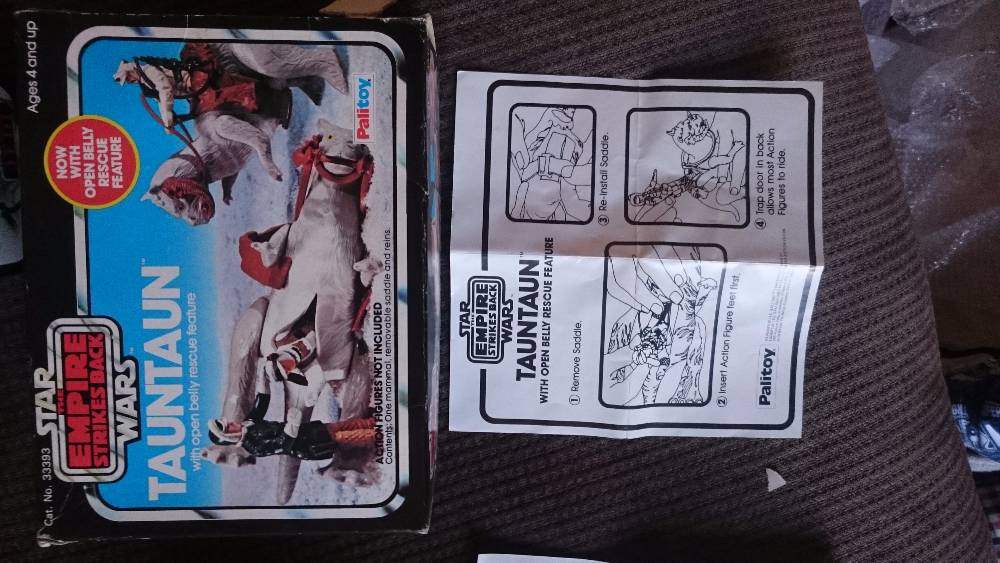 Cat. No. 33393
Ages 4 and up
STAR
THE
EMPIRE
STRIKES BACK
WARS™
TAUNTAUN™
with open belly rescue feature
NOW
WITH
OPEN BELLY
RESCUE
FEATURE
Palitoy
ACTION FIGURES NOT INCLUDED
Contents: One mammal, removable saddle and reins.
STAR
THE
EMPIRE
STRIKES BACK
WARS
TAUNTAUN™
WITH OPEN BELLY RESCUE FEATURE
1 Remove Saddle.
2 Insert Action Figure feet first.
3 Re-Install Saddle.
4 Trap door in back
allows most Action
Figures to ride.
Palitoy